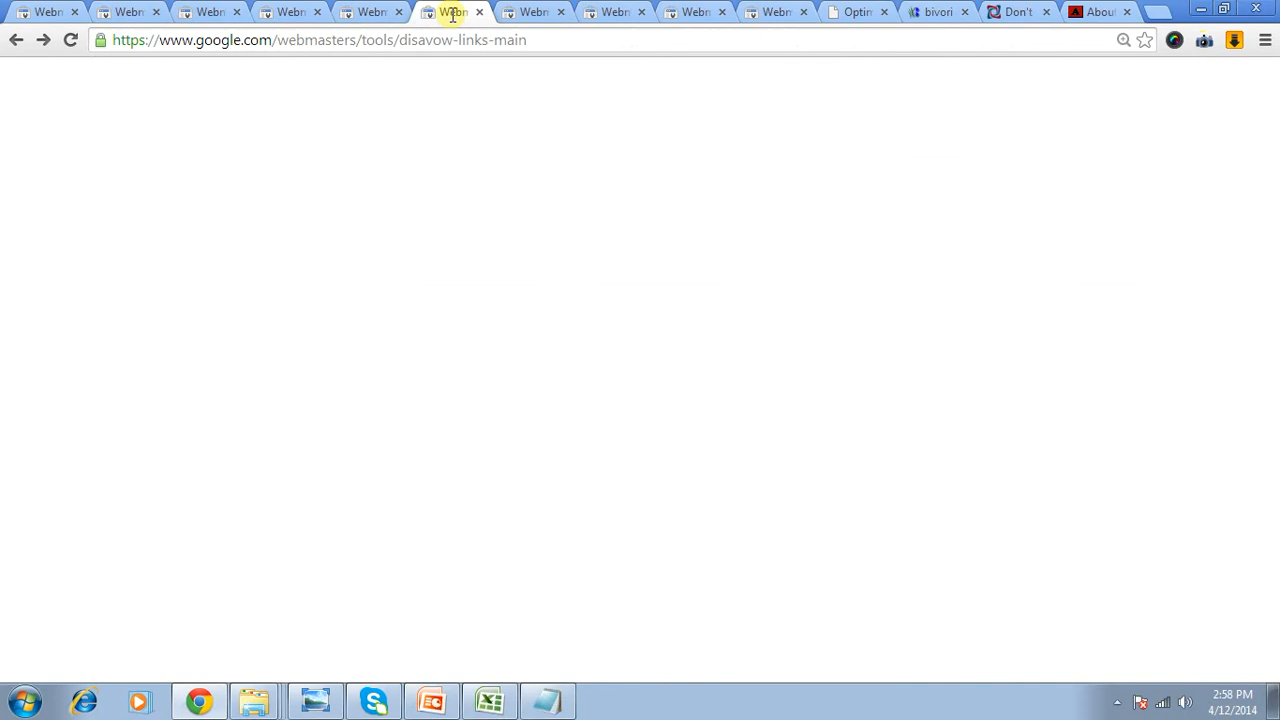 Webn Webn Webn Webn Webn Webn Webn Webn Webn Webn Optin bivori Don't About
https://www.google.com/webmasters/tools/disavow-links-main
2:58 PM
4/12/2014